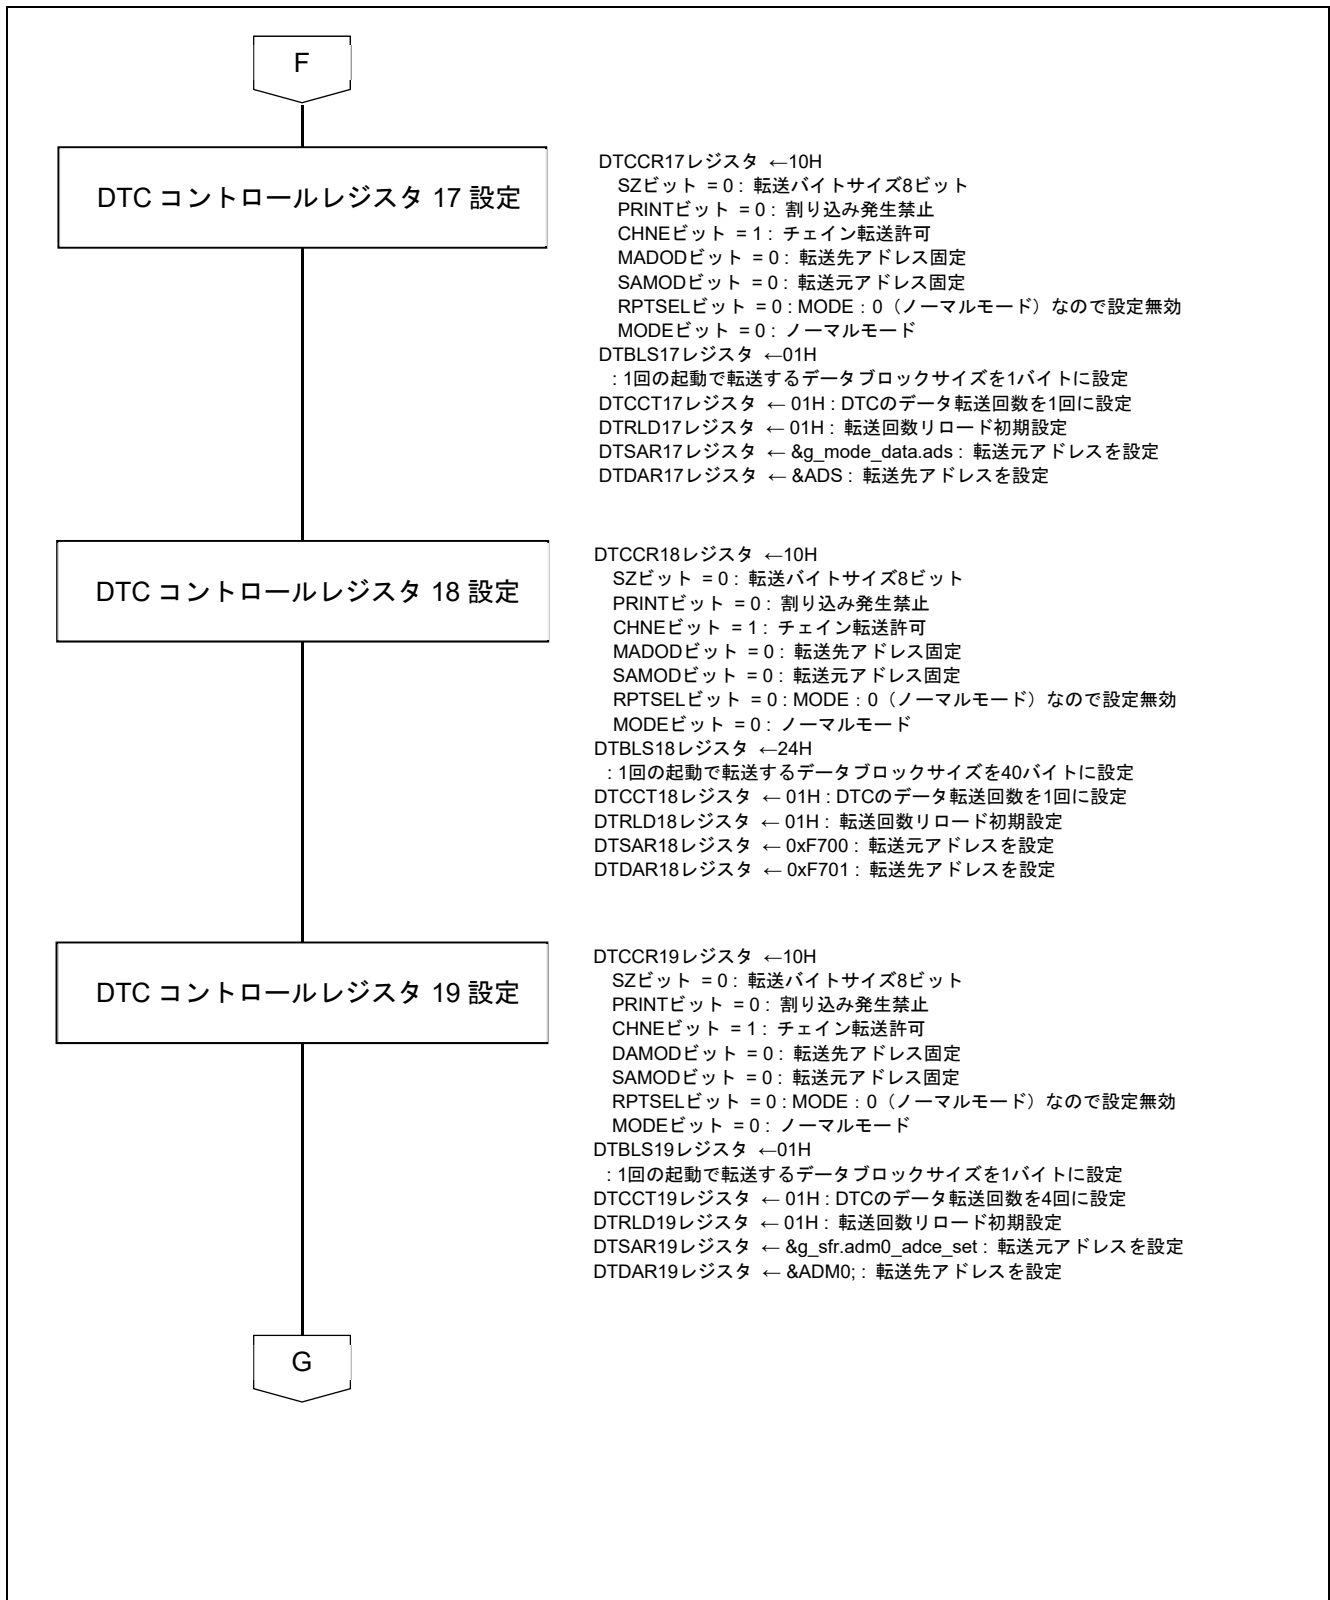 F
DTC コントロールレジスタ 17 設定
DTCCR17レジスタ ←10H
SZビット = 0 : 転送バイトサイズ8ビット
PRINTビット = 0 : 割り込み発生禁止
CHNEビット = 1 : チェイン転送許可
MADODビット = 0 : 転送先アドレス固定
SAMODビット = 0 : 転送元アドレス固定
RPTSELビット = 0 : MODE：0（ノーマルモード）なので設定無効
MODEビット = 0 : ノーマルモード
DTBLS17レジスタ ←01H
: 1回の起動で転送するデータブロックサイズを1バイトに設定
DTCCT17レジスタ ← 01H : DTCのデータ転送回数を1回に設定
DTRLD17レジスタ ← 01H : 転送回数リロード初期設定
DTSAR17レジスタ ← &g_mode_data.ads : 転送元アドレスを設定
DTDAR17レジスタ ← &ADS : 転送先アドレスを設定
DTC コントロールレジスタ 18 設定
DTCCR18レジスタ ←10H
SZビット = 0 : 転送バイトサイズ8ビット
PRINTビット = 0 : 割り込み発生禁止
CHNEビット = 1 : チェイン転送許可
MADODビット = 0 : 転送先アドレス固定
SAMODビット = 0 : 転送元アドレス固定
RPTSELビット = 0 : MODE：0（ノーマルモード）なので設定無効
MODEビット = 0 : ノーマルモード
DTBLS18レジスタ ←24H
: 1回の起動で転送するデータブロックサイズを40バイトに設定
DTCCT18レジスタ ← 01H : DTCのデータ転送回数を1回に設定
DTRLD18レジスタ ← 01H : 転送回数リロード初期設定
DTSAR18レジスタ ← 0xF700 : 転送元アドレスを設定
DTDAR18レジスタ ← 0xF701 : 転送先アドレスを設定
DTC コントロールレジスタ 19 設定
DTCCR19レジスタ ←10H
SZビット = 0 : 転送バイトサイズ8ビット
PRINTビット = 0 : 割り込み発生禁止
CHNEビット = 1 : チェイン転送許可
DAMODビット = 0 : 転送先アドレス固定
SAMODビット = 0 : 転送元アドレス固定
RPTSELビット = 0 : MODE：0（ノーマルモード）なので設定無効
MODEビット = 0 : ノーマルモード
DTBLS19レジスタ ←01H
: 1回の起動で転送するデータブロックサイズを1バイトに設定
DTCCT19レジスタ ← 01H : DTCのデータ転送回数を4回に設定
DTRLD19レジスタ ← 01H : 転送回数リロード初期設定
DTSAR19レジスタ ← &g_sfr.adm0_adce_set : 転送元アドレスを設定
DTDAR19レジスタ ← &ADM0; : 転送先アドレスを設定
G